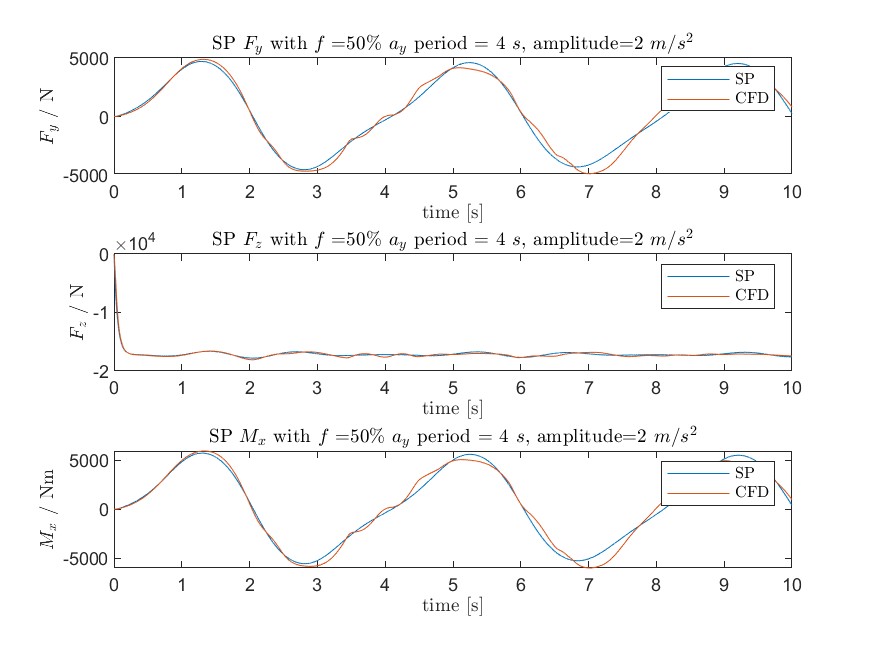 SP F_y with f =50% a_y period = 4 s, amplitude=2 m/s^2
5000
0
-5000
F_y / N
SP
CFD
0 1 2 3 4 5 6 7 8 9 10
time [s]
SP F_z with f =50% a_y period = 4 s, amplitude=2 m/s^2
×10^4
0
-1
-2
F_z / N
SP
CFD
0 1 2 3 4 5 6 7 8 9 10
time [s]
SP M_x with f =50% a_y period = 4 s, amplitude=2 m/s^2
5000
0
-5000
M_x / Nm
SP
CFD
0 1 2 3 4 5 6 7 8 9 10
time [s]